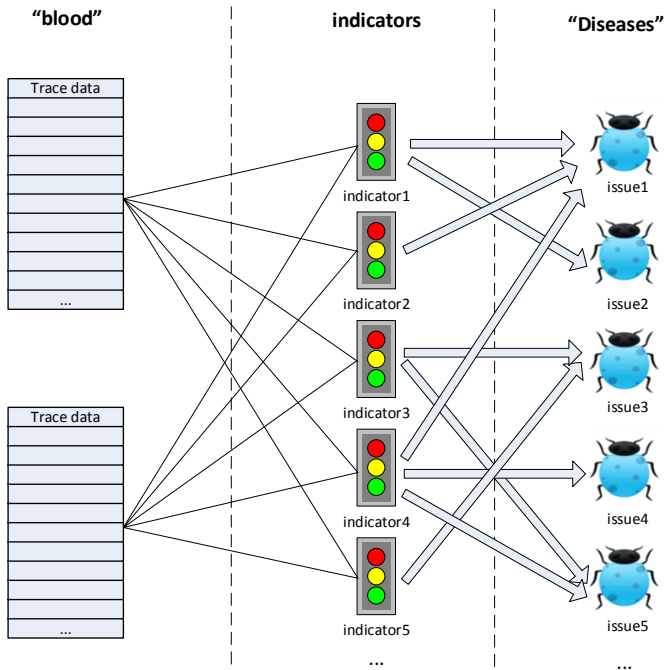 “blood”
indicators
“Diseases”
Trace data
...
Trace data
...
indicator1
indicator2
indicator3
indicator4
indicator5
...
issue1
issue2
issue3
issue4
issue5
...